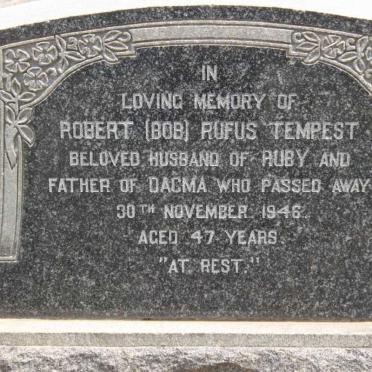 IN
LOVING MEMORY OF
ROBERT (BOB) RUFUS TEMPEST
BELOVED HUSBAND OF RUBY AND
FATHER OF DAGMA WHO PASSED AWAY
30TH NOVEMBER 1946.
AGED 47 YEARS
"AT REST."